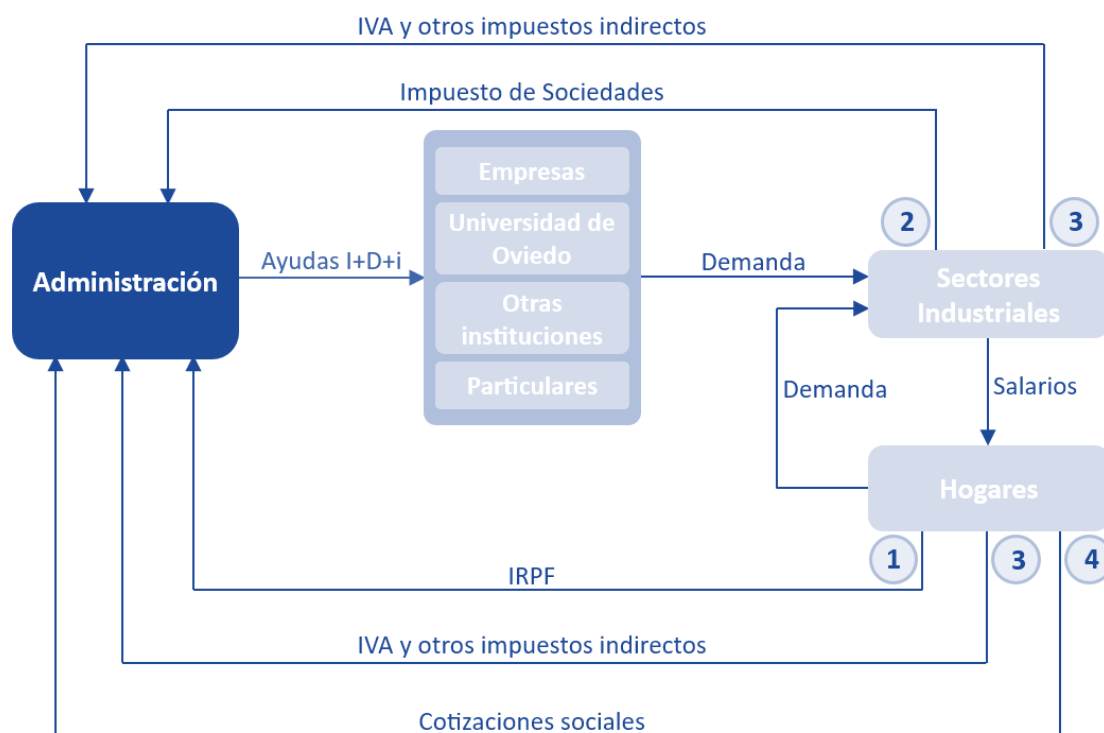 IVA y otros impuestos indirectos
Impuesto de Sociedades
Empresas
Universidad de
Oviedo
Otras
instituciones
Particulares
Administración
Ayudas I+D+i
Demanda
2
3
Sectores
Industriales
Demanda
Salarios
Hogares
1
3
4
IRPF
IVA y otros impuestos indirectos
Cotizaciones sociales